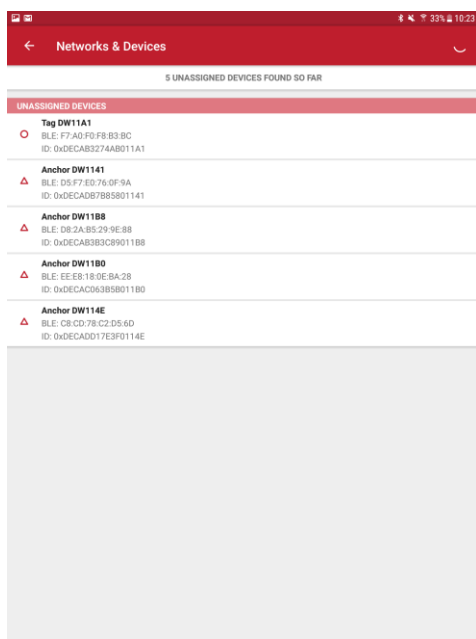 33% 10:23
Networks & Devices
5 UNASSIGNED DEVICES FOUND SO FAR
UNASSIGNED DEVICES
Tag DW11A1
BLE: F7:A0:F0:F8:B3:BC
ID: 0xDECAB3274AB011A1
Anchor DW1141
BLE: D5:F7:E0:76:0F:9A
ID: 0xDECADB7B85801141
Anchor DW11B8
BLE: D8:2A:B5:29:9E:88
ID: 0xDECAB3B3C89011B8
Anchor DW11B0
BLE: EE:E8:18:0E:BA:28
ID: 0xDECAC063B5B011B0
Anchor DW114E
BLE: C8:CD:78:C2:D5:6D
ID: 0xDECADD17E3F0114E